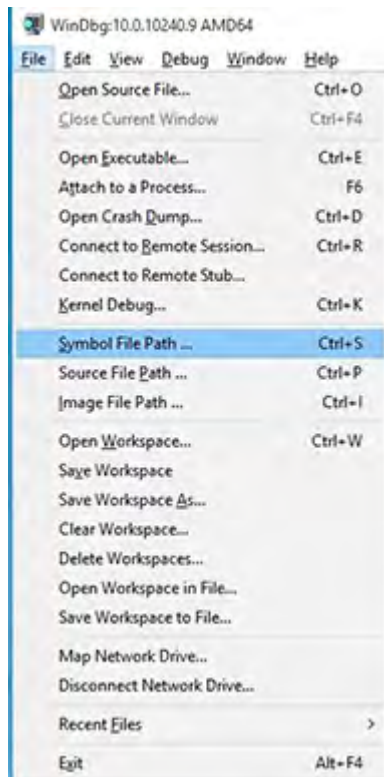 WinDbg:10.0.10240.9 AMD64
File Edit View Debug Window Help
Open Source File... Ctrl+O
Close Current Window Ctrl+F4
Open Executable... Ctrl+E
Attach to a Process... F6
Open Crash Dump... Ctrl+D
Connect to Remote Session... Ctrl+R
Connect to Remote Stub...
Kernel Debug... Ctrl+K
Symbol File Path ... Ctrl+S
Source File Path ... Ctrl+P
Image File Path ... Ctrl+I
Open Workspace... Ctrl+W
Save Workspace
Save Workspace As...
Clear Workspace...
Delete Workspaces...
Open Workspace in File...
Save Workspace to File...
Map Network Drive...
Disconnect Network Drive...
Recent Files >
Exit Alt+F4